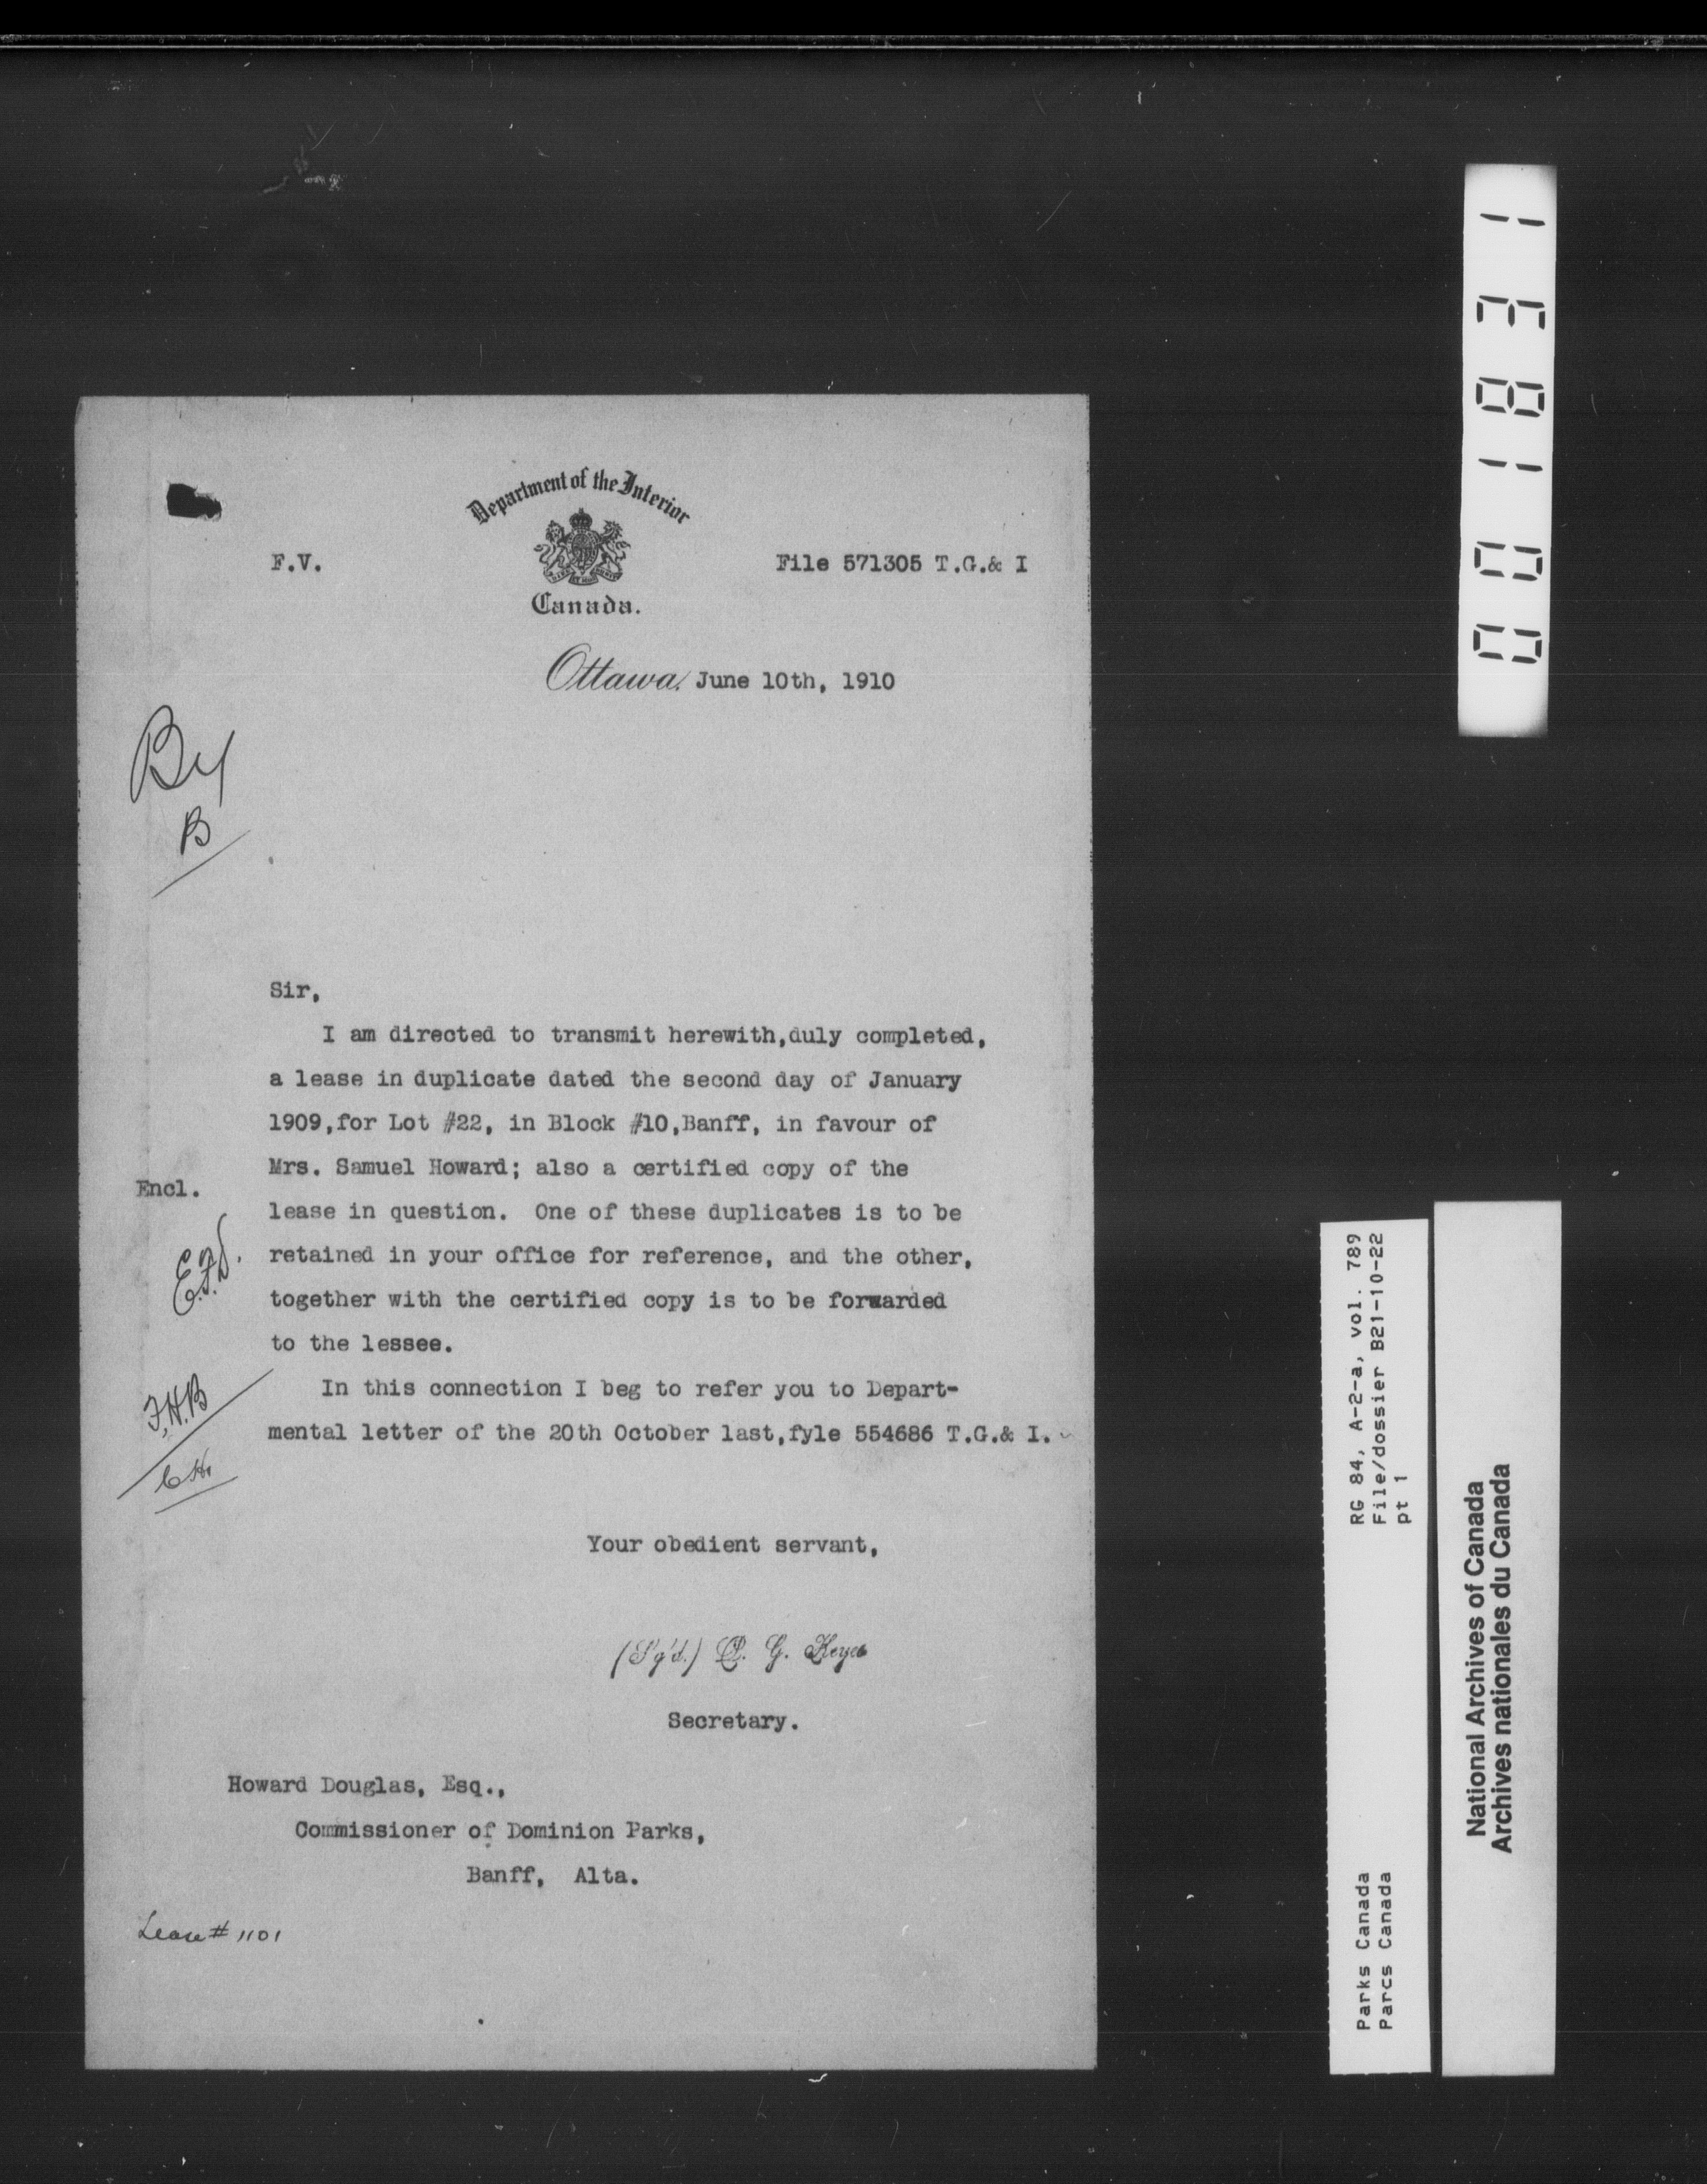 Department of the Interior
F.V.
File 571305 T.G.& I
Canada.
Ottawa, June 10th, 1910
By
B
Sir,
I am directed to transmit herewith,duly completed,
a lease in duplicate dated the second day of January
1909,for Lot #22, in Block #10,Banff, in favour of
Mrs. Samuel Howard; also a certified copy of the
Encl.
lease in question. One of these duplicates is to be
retained in your office for reference, and the other,
together with the certified copy is to be forwarded
to the lessee.
F.H.B
In this connection I beg to refer you to Depart-
mental letter of the 20th October last,fyle 554686 T.G.& I.
Your obedient servant,
(Sg'd.) P. G. Keyes
Secretary.
Howard Douglas, Esq.,
Commissioner of Dominion Parks,
Banff, Alta.
Lease # 1101
001831
RG 84, A-2-a, vol. 789
File/dossier B21-10-22
pt 1
Parks Canada
Parcs Canada
National Archives of Canada
Archives nationales du Canada